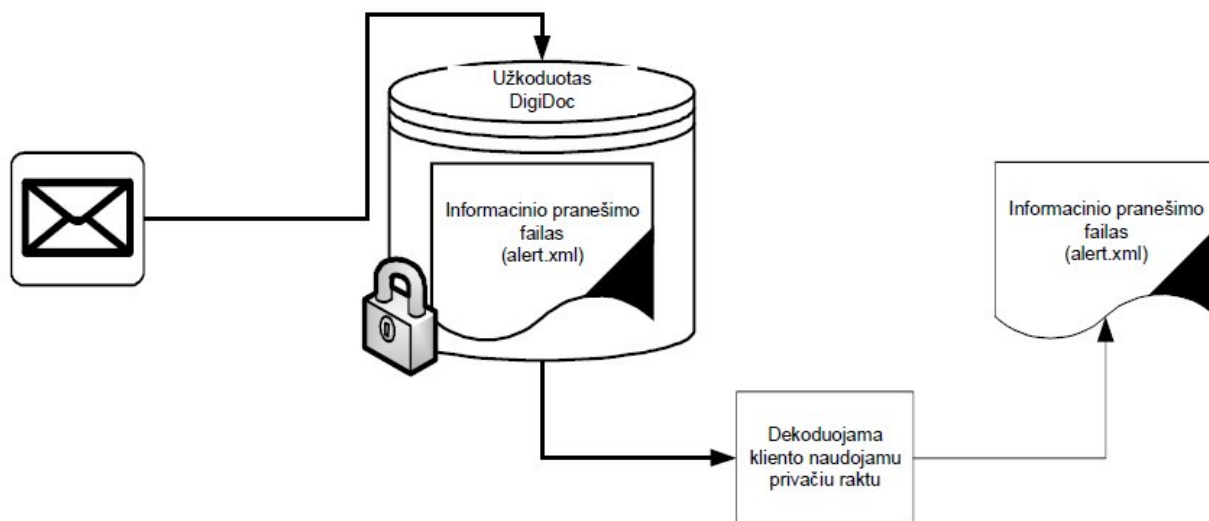 Užkoduotas
DigiDoc
Informacinio pranešimo
failas
(alert.xml)
Informacinio pranešimo
failas
(alert.xml)
Dekoduojama
kliento naudojamu
privačiu raktu